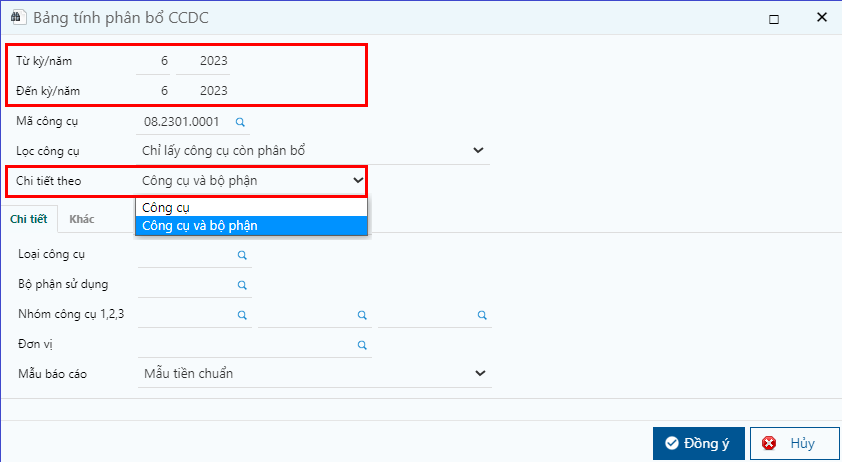 Bảng tính phân bổ CCDC
Từ kỳ/năm 6 2023
Đến kỳ/năm 6 2023
Mã công cụ 08.2301.0001
Lọc công cụ Chỉ lấy công cụ còn phân bổ
Chi tiết theo Công cụ và bộ phận
Công cụ
Công cụ và bộ phận
Chi tiết Khác
Loại công cụ
Bộ phận sử dụng
Nhóm công cụ 1,2,3
Đơn vị
Mẫu báo cáo Mẫu tiền chuẩn
Đồng ý Hủy